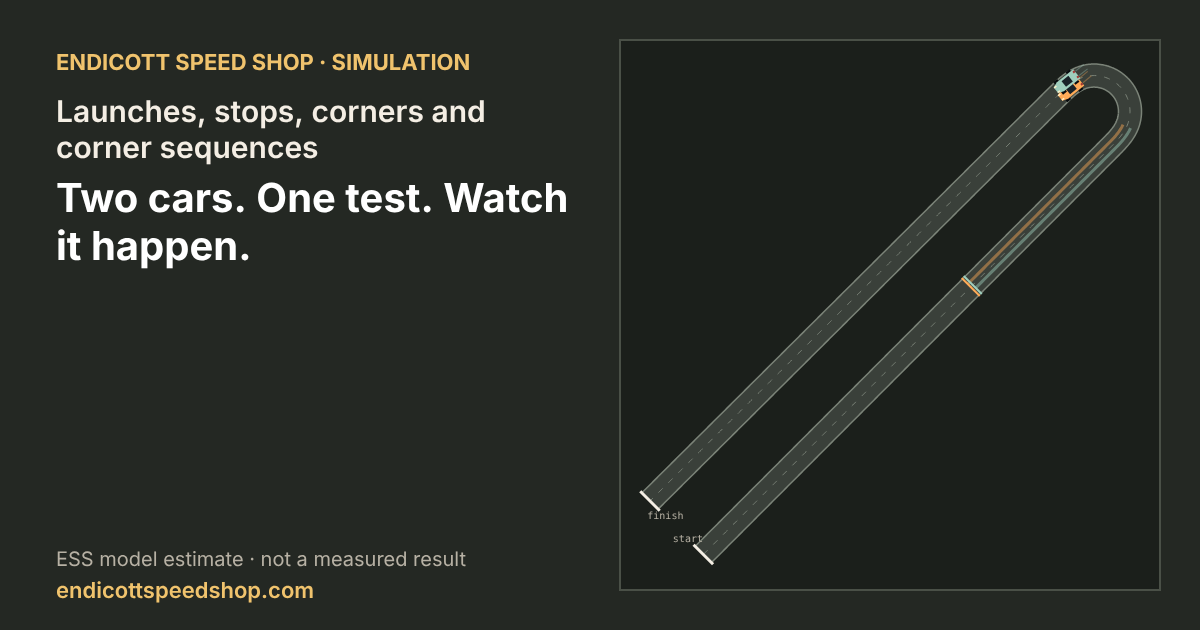 ENDICOTT SPEED SHOP · SIMULATION
Launches, stops, corners and
corner sequences
Two cars. One test. Watch
it happen.
finish
start
ESS model estimate · not a measured result
endicottspeedshop.com